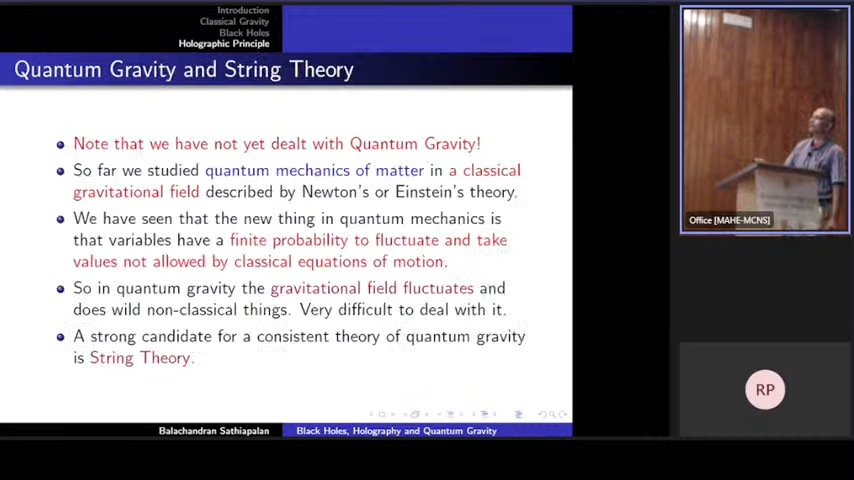 Introduction
Classical Gravity
Black Holes
Holographic Principle
Quantum Gravity and String Theory
Note that we have not yet dealt with Quantum Gravity!
So far we studied quantum mechanics of matter in a classical
gravitational field described by Newton's or Einstein's theory.
We have seen that the new thing in quantum mechanics is
that variables have a finite probability to fluctuate and take
values not allowed by classical equations of motion.
So in quantum gravity the gravitational field fluctuates and
does wild non-classical things. Very difficult to deal with it.
A strong candidate for a consistent theory of quantum gravity
is String Theory.
Balachandran Sathiapalan
Black Holes, Holography and Quantum Gravity
Office [MAHE-MCNS]
RP